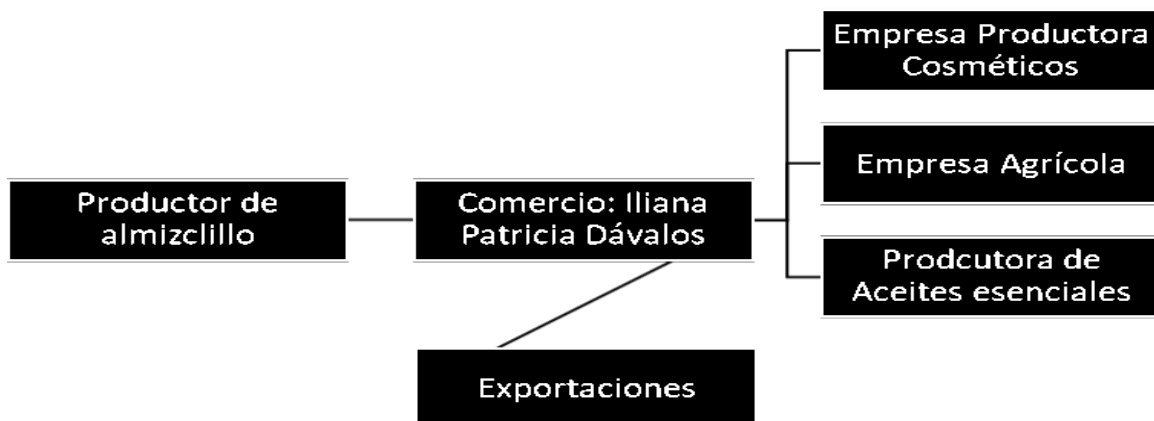 Productor de
almizclillo
Comercio: Iliana
Patricia Dávalos
Empresa Productora
Cosméticos
Empresa Agrícola
Prodcutora de
Aceites esenciales
Exportaciones